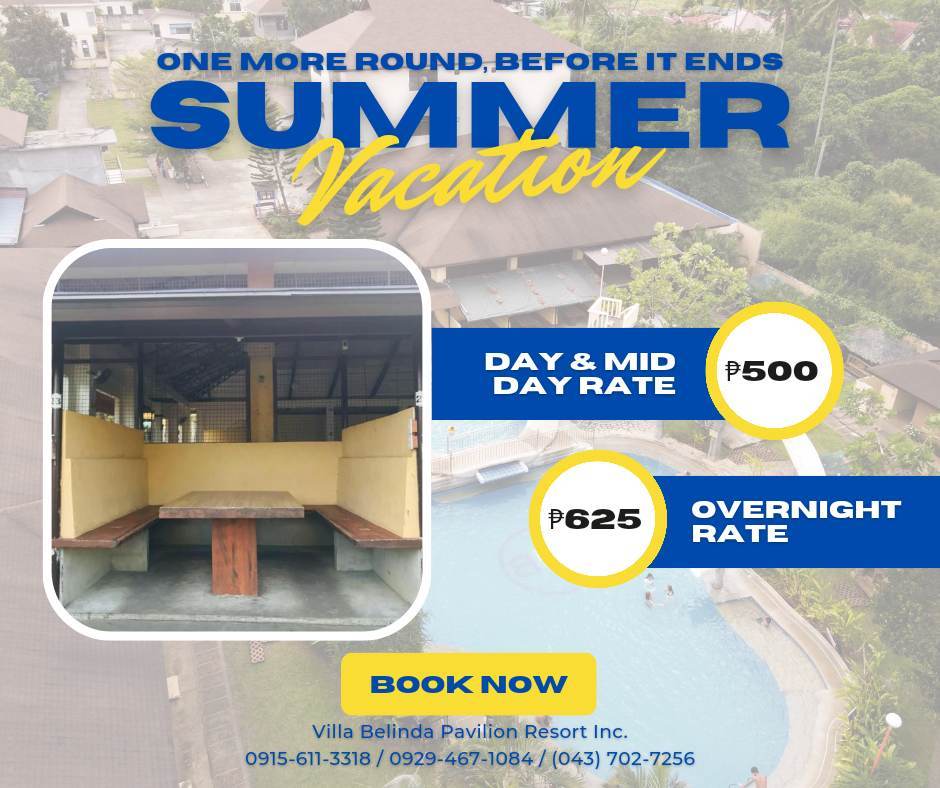 ONE MORE ROUND, BEFORE IT ENDS
SUMMER
Vacation
DAY & MID
DAY RATE
₱500
₱625
OVERNIGHT
RATE
BOOK NOW
Villa Belinda Pavilion Resort Inc.
0915-611-3318 / 0929-467-1084 / (043) 702-7256